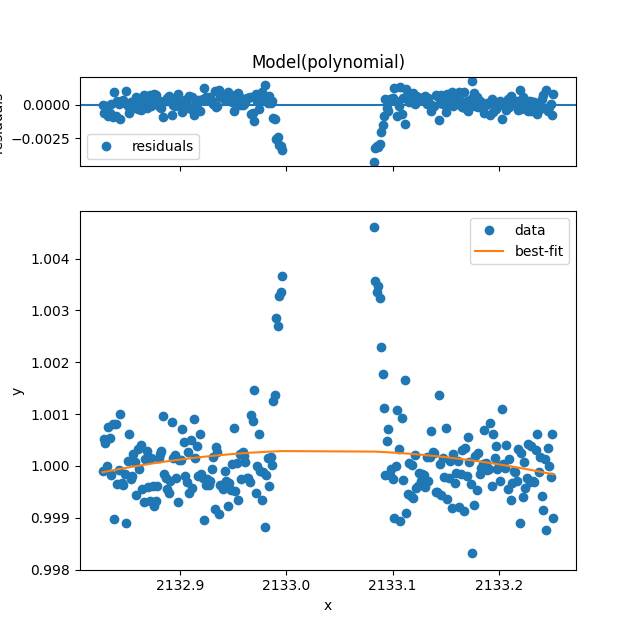 Model(polynomial)
0.0000
−0.0025
residuals
1.004
1.003
1.002
1.001
1.000
0.999
0.998
data
best-fit
y
2132.9
2133.0
2133.1
2133.2
x